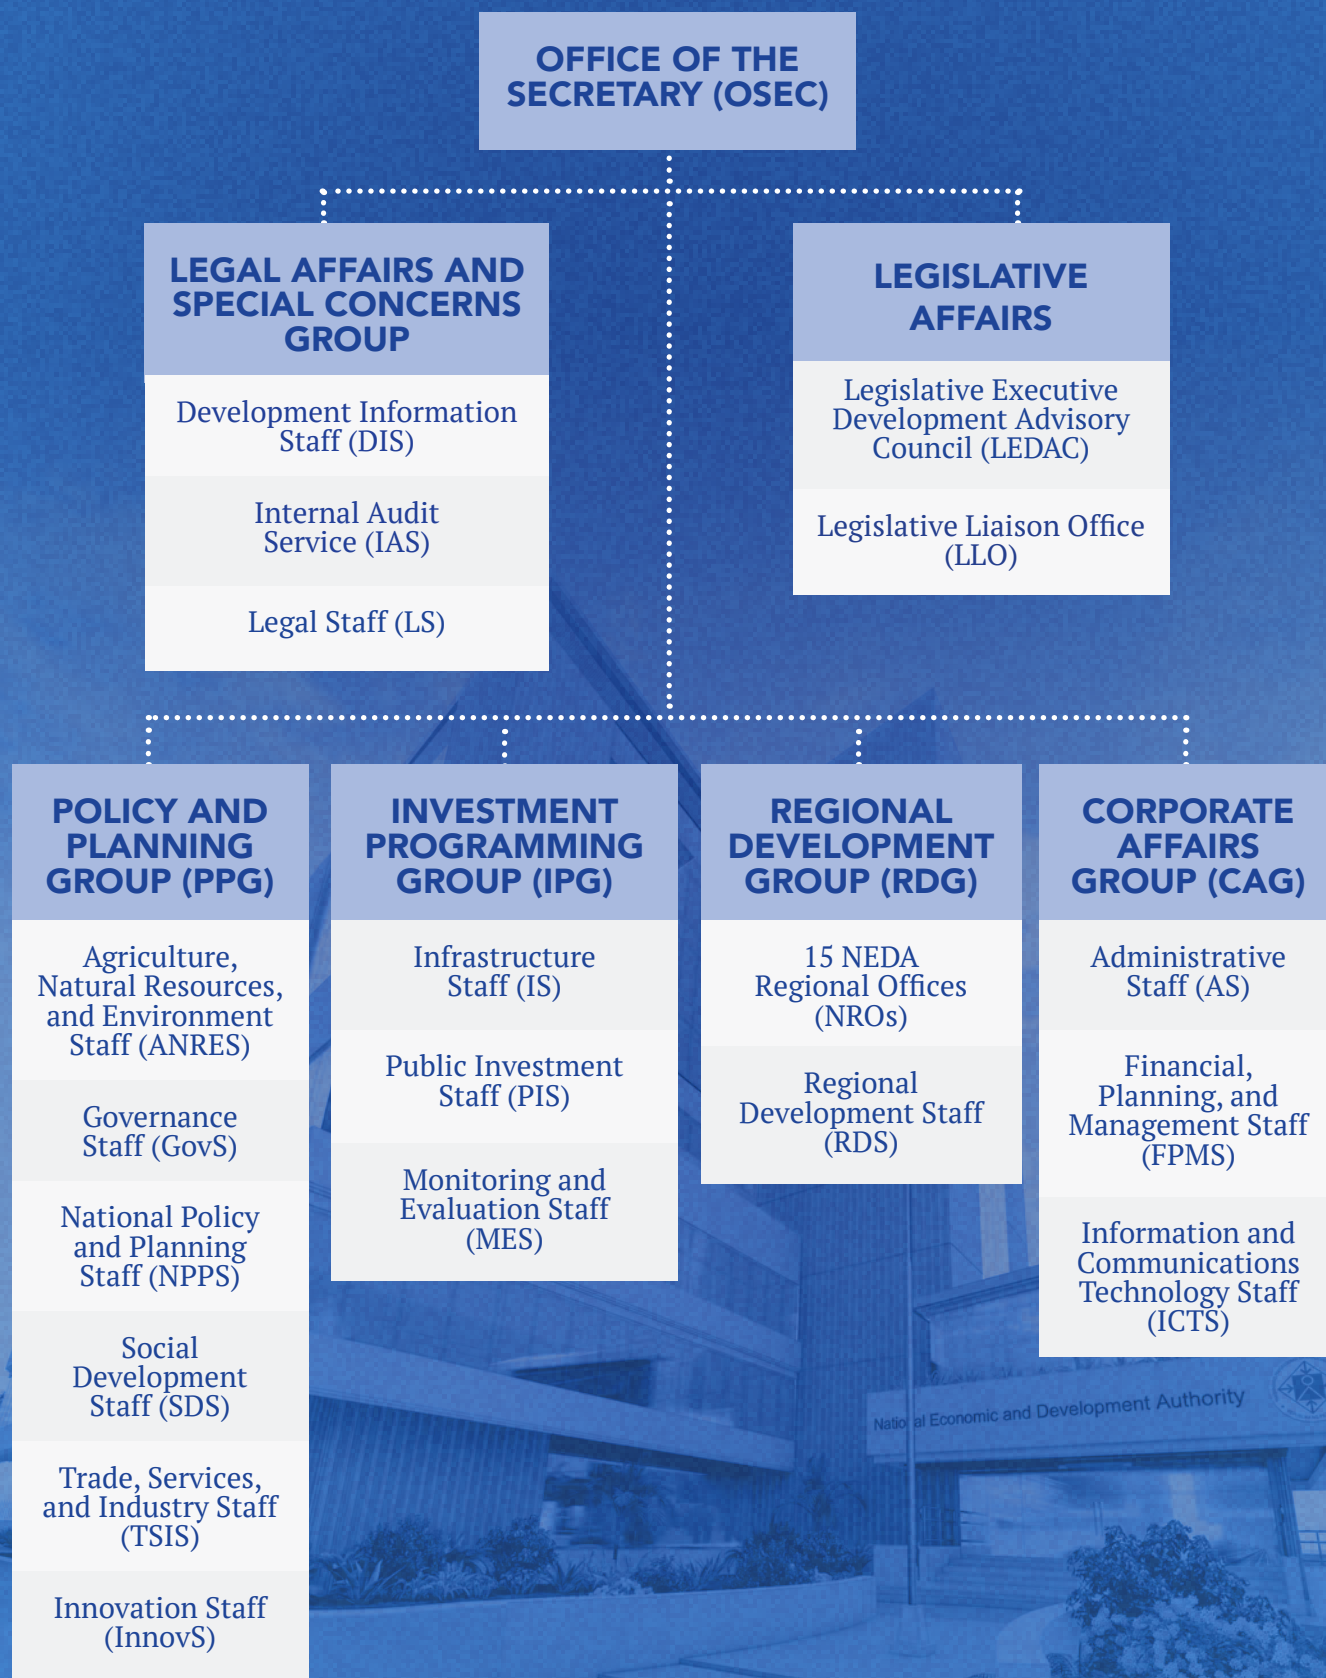 OFFICE OF THE
SECRETARY (OSEC)
LEGAL AFFAIRS AND
SPECIAL CONCERNS
GROUP
Development Information
Staff (DIS)
Internal Audit
Service (IAS)
Legal Staff (LS)
LEGISLATIVE
AFFAIRS
Legislative Executive
Development Advisory
Council (LEDAC)
Legislative Liaison Office
(LLO)
POLICY AND
PLANNING
GROUP (PPG)
Agriculture,
Natural Resources,
and Environment
Staff (ANRES)
Governance
Staff (GovS)
National Policy
and Planning
Staff (NPPS)
Social
Development
Staff (SDS)
Trade, Services,
and Industry Staff
(TSIS)
Innovation Staff
(InnovS)
INVESTMENT
PROGRAMMING
GROUP (IPG)
Infrastructure
Staff (IS)
Public Investment
Staff (PIS)
Monitoring and
Evaluation Staff
(MES)
REGIONAL
DEVELOPMENT
GROUP (RDG)
15 NEDA
Regional Offices
(NROs)
Regional
Development Staff
(RDS)
CORPORATE
AFFAIRS
GROUP (CAG)
Administrative
Staff (AS)
Financial,
Planning, and
Management Staff
(FPMS)
Information and
Communications
Technology Staff
(ICTS)
National Economic and Development Authority